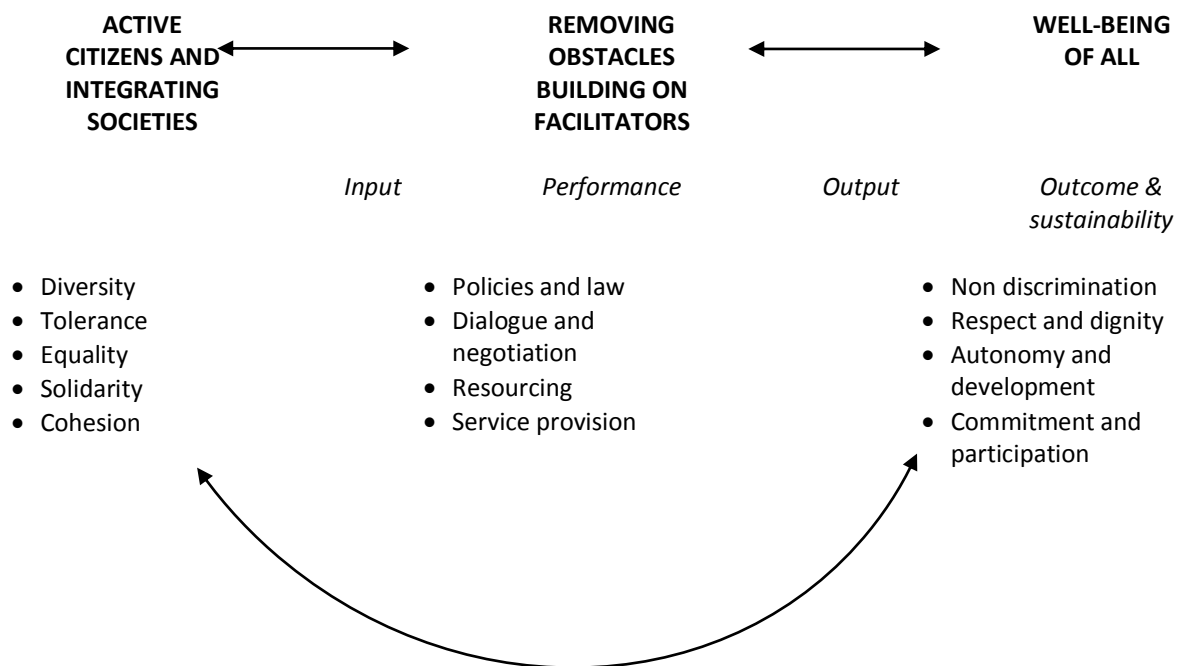 ACTIVE
CITIZENS AND
INTEGRATING
SOCIETIES
REMOVING
OBSTACLES
BUILDING ON
FACILITATORS
WELL-BEING
OF ALL
Input
Performance
Output
Outcome &
sustainability
• Diversity
• Tolerance
• Equality
• Solidarity
• Cohesion
• Policies and law
• Dialogue and
negotiation
• Resourcing
• Service provision
• Non discrimination
• Respect and dignity
• Autonomy and
development
• Commitment and
participation